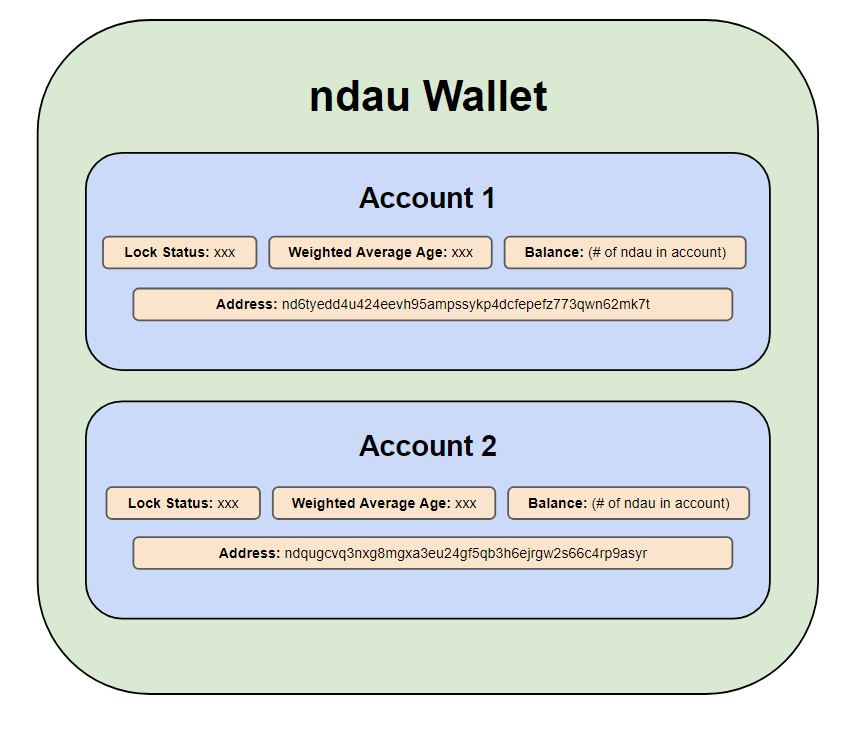 ndau Wallet
Account 1
Lock Status: xxx
Weighted Average Age: xxx
Balance: (# of ndau in account)
Address: nd6tyedd4u424eevh95ampssykp4dcfepefz773qwn62mk7t
Account 2
Lock Status: xxx
Weighted Average Age: xxx
Balance: (# of ndau in account)
Address: ndqugcvq3nxg8mgxa3eu24gf5qb3h6ejrgw2s66c4rp9asyr